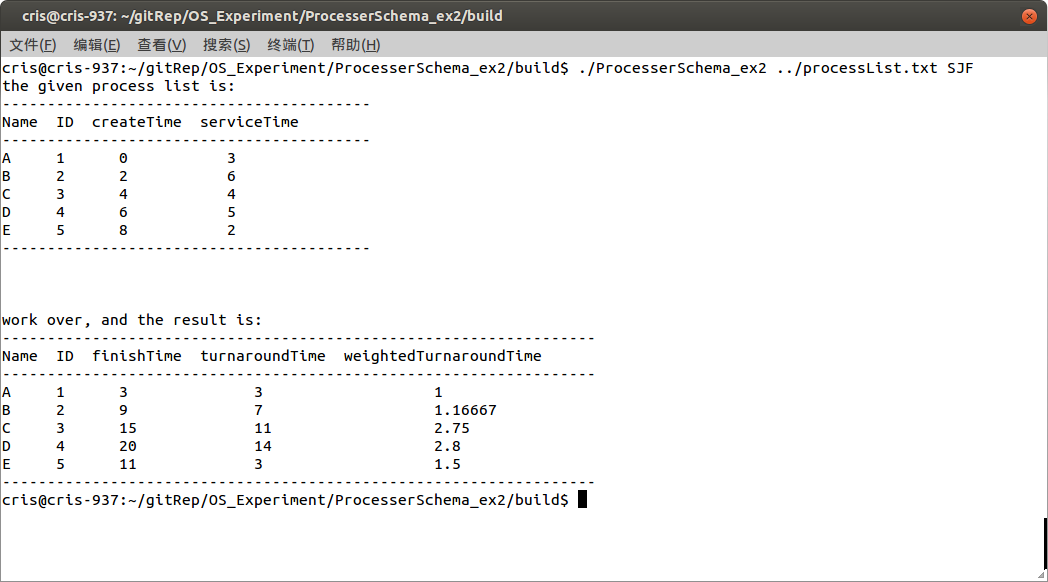 cris@cris-937: ~/gitRep/OS_Experiment/ProcesserSchema_ex2/build
文件(F) 编辑(E) 查看(V) 搜索(S) 终端(T) 帮助(H)
cris@cris-937:~/gitRep/OS_Experiment/ProcesserSchema_ex2/build$ ./ProcesserSchema_ex2 ../processList.txt SJF
the given process list is:
-----------------------------------------
Name  ID  createTime  serviceTime
-----------------------------------------
A     1      0           3
B     2      2           6
C     3      4           4
D     4      6           5
E     5      8           2
-----------------------------------------
work over, and the result is:
------------------------------------------------------------------
Name  ID  finishTime  turnaroundTime  weightedTurnaroundTime
------------------------------------------------------------------
A     1      3              3                   1
B     2      9              7                   1.16667
C     3      15             11                  2.75
D     4      20             14                  2.8
E     5      11             3                   1.5
------------------------------------------------------------------
cris@cris-937:~/gitRep/OS_Experiment/ProcesserSchema_ex2/build$